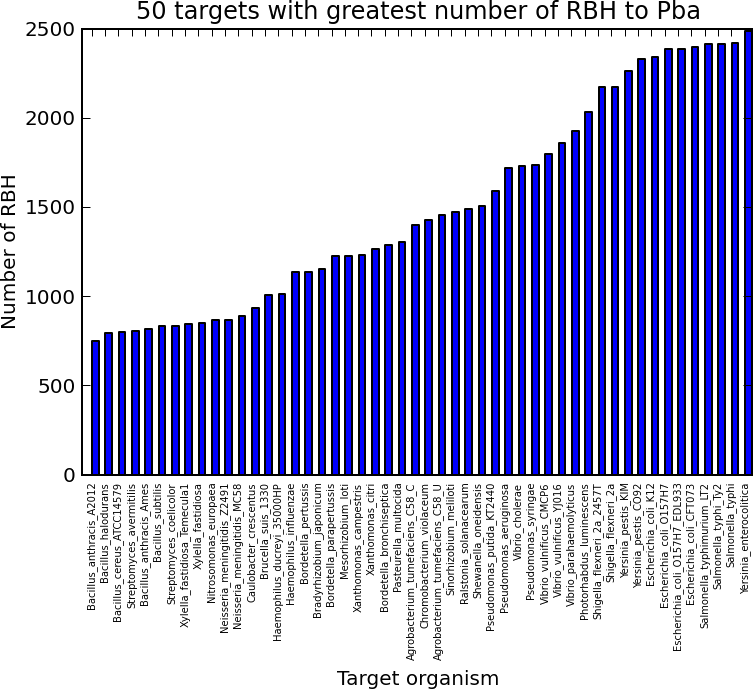 50 targets with greatest number of RBH to Pba
Number of RBH
2500
2000
1500
1000
500
0
Bacillus_anthracis_A2012
Bacillus_halodurans
Bacillus_cereus_ATCC14579
Streptomyces_avermitilis
Bacillus_anthracis_Ames
Bacillus_subtilis
Streptomyces_coelicolor
Xylella_fastidiosa_Temecula1
Xylella_fastidiosa
Nitrosomonas_europaea
Neisseria_meningitidis_Z2491
Neisseria_meningitidis_MC58
Caulobacter_crescentus
Brucella_suis_1330
Haemophilus_ducreyi_35000HP
Haemophilus_influenzae
Bordetella_pertussis
Bradyrhizobium_japonicum
Bordetella_parapertussis
Mesorhizobium_loti
Xanthomonas_campestris
Xanthomonas_citri
Bordetella_bronchiseptica
Pasteurella_multocida
Agrobacterium_tumefaciens_C58_C
Chromobacterium_violaceum
Agrobacterium_tumefaciens_C58_U
Sinorhizobium_meliloti
Ralstonia_solanacearum
Shewanella_oneidensis
Pseudomonas_putida_KT2440
Pseudomonas_aeruginosa
Vibrio_cholerae
Pseudomonas_syringae
Vibrio_vulnificus_CMCP6
Vibrio_vulnificus_YJ016
Vibrio_parahaemolyticus
Photorhabdus_luminescens
Shigella_flexneri_2a_2457T
Shigella_flexneri_2a
Yersinia_pestis_KIM
Yersinia_pestis_CO92
Escherichia_coli_K12
Escherichia_coli_O157H7
Escherichia_coli_O157H7_EDL933
Escherichia_coli_CFT073
Salmonella_typhimurium_LT2
Salmonella_typhi_Ty2
Salmonella_typhi
Yersinia_enterocolitica
Target organism